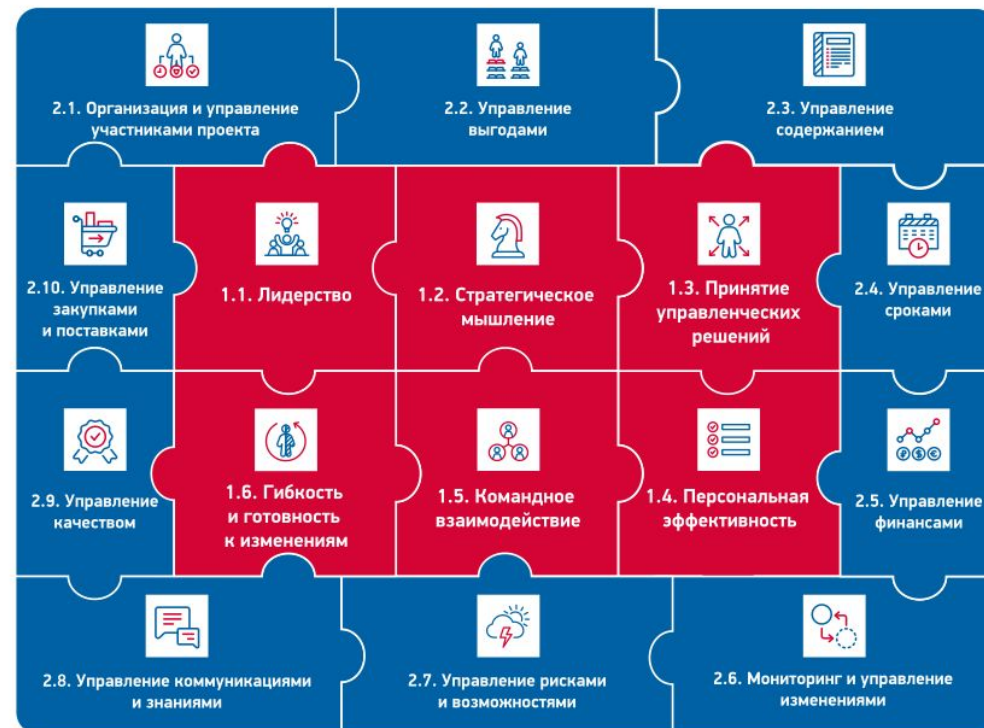 2.1. Организация и управление
участниками проекта
2.2. Управление
выгодами
2.3. Управление
содержанием
2.10. Управление
закупками
и поставками
1.1. Лидерство
1.2. Стратегическое
мышление
1.3. Принятие
управленческих
решений
2.4. Управление
сроками
2.9. Управление
качеством
1.6. Гибкость
и готовность
к изменениям
1.5. Командное
взаимодействие
1.4. Персональная
эффективность
2.5. Управление
финансами
2.8. Управление коммуникациями
и знаниями
2.7. Управление рисками
и возможностями
2.6. Мониторинг и управление
изменениями